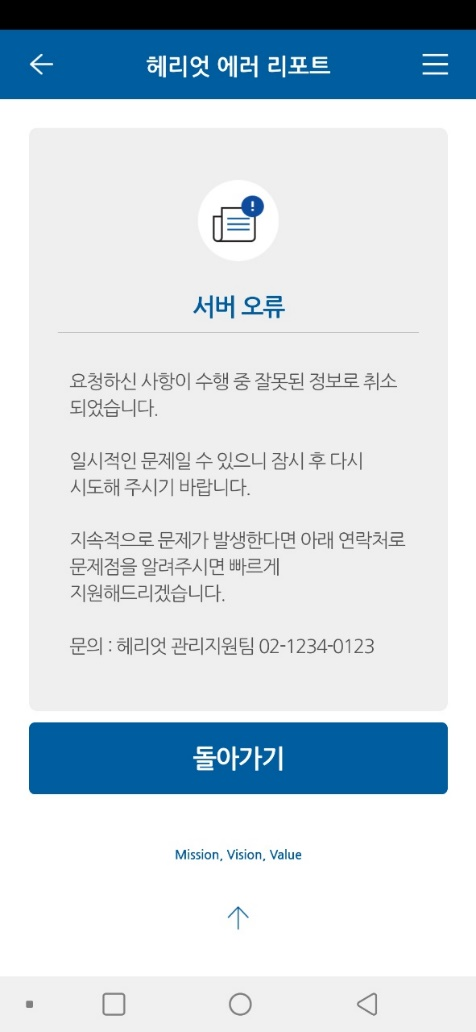 헤리엇 에러 리포트
!
서버 오류
요청하신 사항이 수행 중 잘못된 정보로 취소
되었습니다.
일시적인 문제일 수 있으니 잠시 후 다시
시도해 주시기 바랍니다.
지속적으로 문제가 발생한다면 아래 연락처로
문제점을 알려주시면 빠르게
지원해드리겠습니다.
문의 : 헤리엇 관리지원팀 02-1234-0123
돌아가기
Mission, Vision, Value